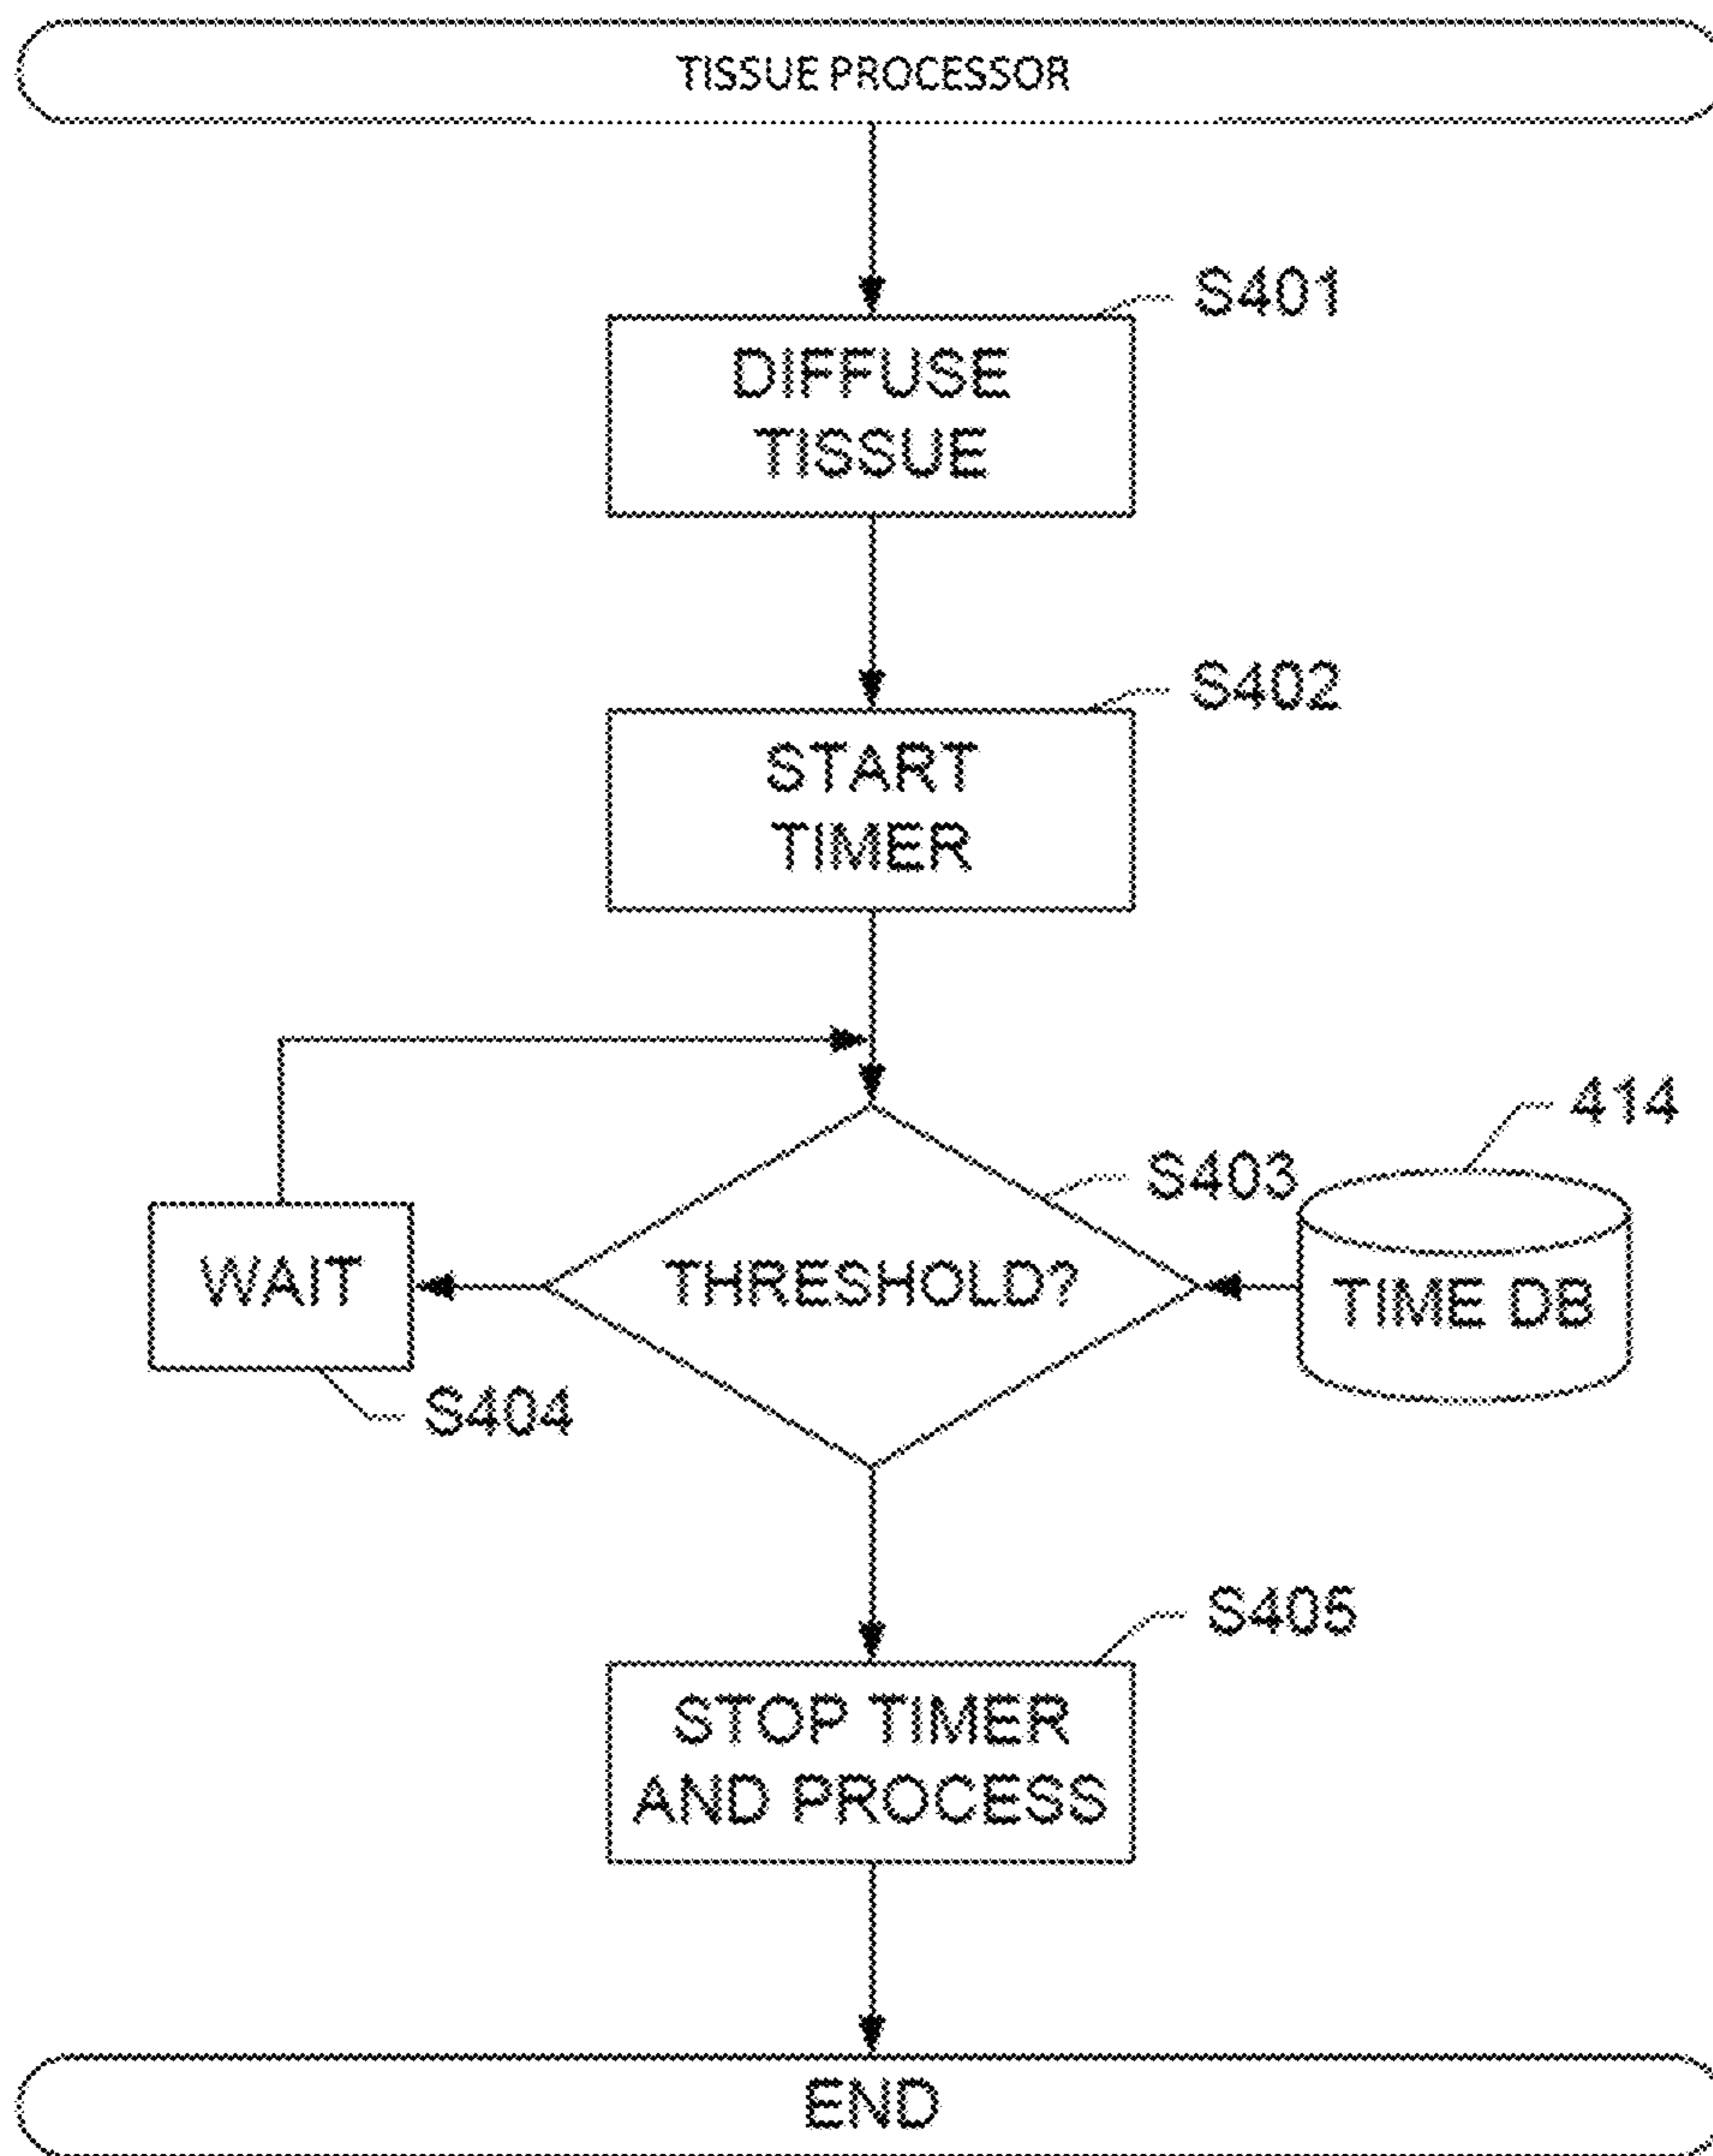 TISSUE PROCESSOR
S401
DIFFUSE
TISSUE
S402
START
TIMER
414
S403
WAIT
THRESHOLD?
TIME DB
S404
S405
STOP TIMER
AND PROCESS
END